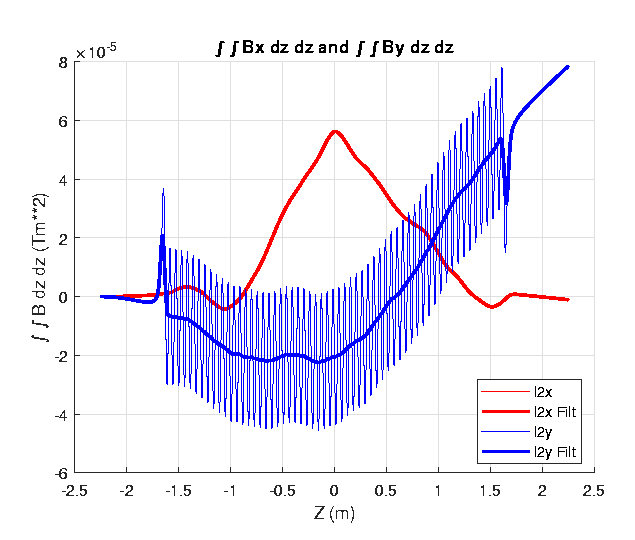 ∫ ∫ Bx dz dz and ∫ ∫ By dz dz
×10-5
8
6
4
2
0
-2
-4
-6
∫ ∫ B dz dz (Tm**2)
-2.5 -2 -1.5 -1 -0.5 0 0.5 1 1.5 2 2.5
Z (m)
I2x
I2x Filt
I2y
I2y Filt